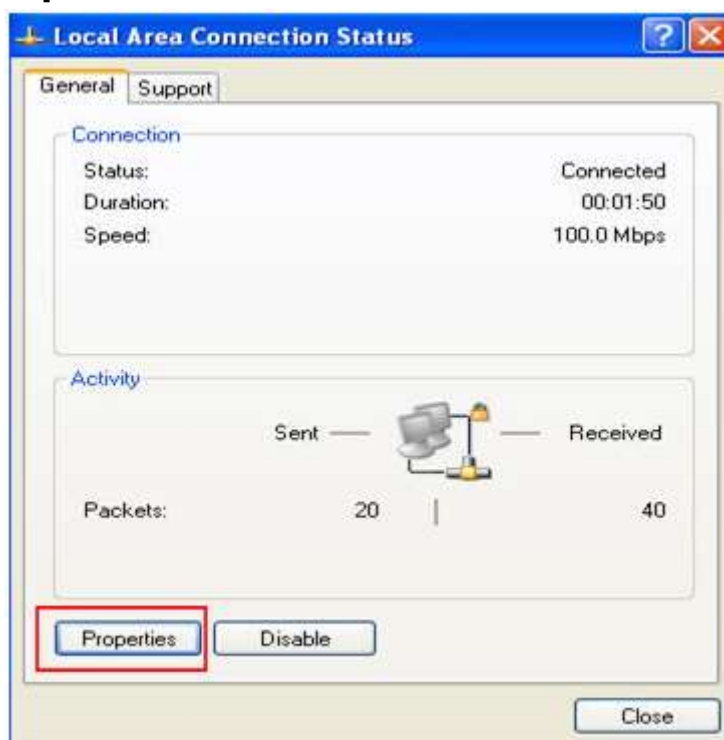 Local Area Connection Status
General Support
Connection
Status: Connected
Duration: 00:01:50
Speed: 100.0 Mbps
Activity
Sent Received
Packets: 20 40
Properties Disable
Close